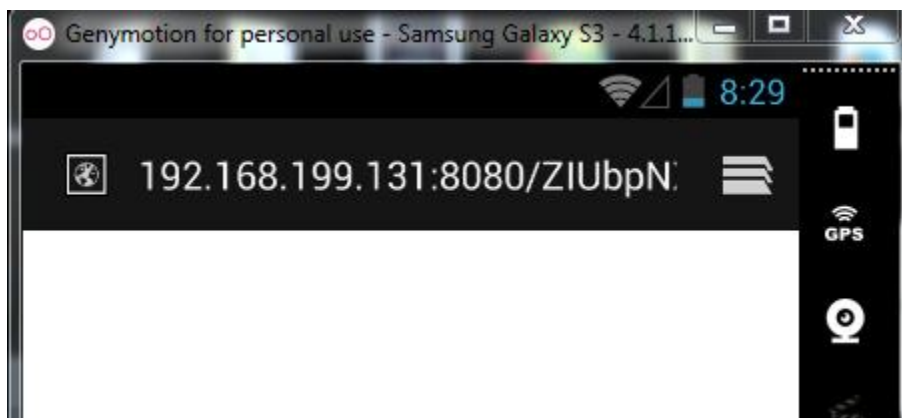 Genymotion for personal use - Samsung Galaxy S3 - 4.1.1...
8:29
192.168.199.131:8080/ZIUbpN
GPS